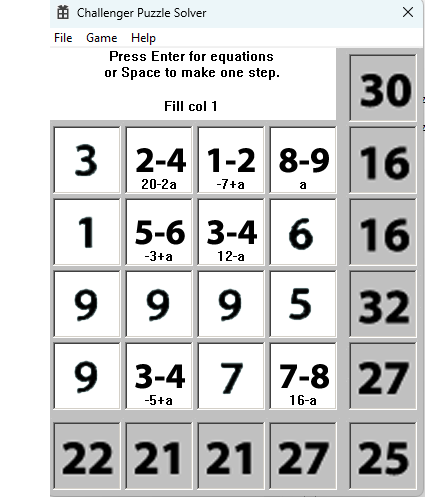 Challenger Puzzle Solver
File Game Help
Press Enter for equations
or Space to make one step.
Fill col 1
30
3 2-4 1-2 8-9 16
20-2a -7+a a
1 5-6 3-4 6 16
-3+a 12-a
9 9 9 5 32
9 3-4 7 7-8 27
-5+a 16-a
22 21 21 27 25